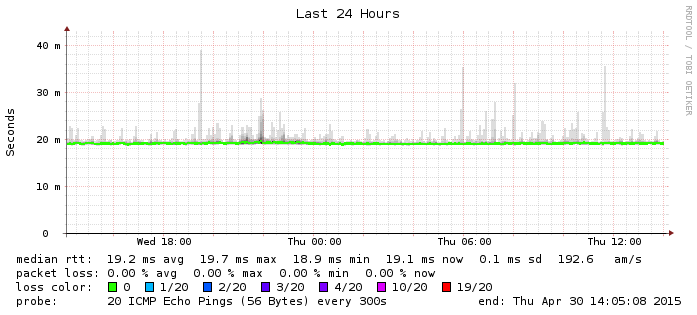 Last 24 Hours
RRDTOOL / TOBI OETIKER
Seconds
40 m
30 m
20 m
10 m
0
Wed 18:00 Thu 00:00 Thu 06:00 Thu 12:00
median rtt: 19.2 ms avg 19.7 ms max 18.9 ms min 19.1 ms now 0.1 ms sd 192.6 am/s
packet loss: 0.00 % avg 0.00 % max 0.00 % min 0.00 % now
loss color: 0 1/20 2/20 3/20 4/20 10/20 19/20
probe: 20 ICMP Echo Pings (56 Bytes) every 300s end: Thu Apr 30 14:05:08 2015